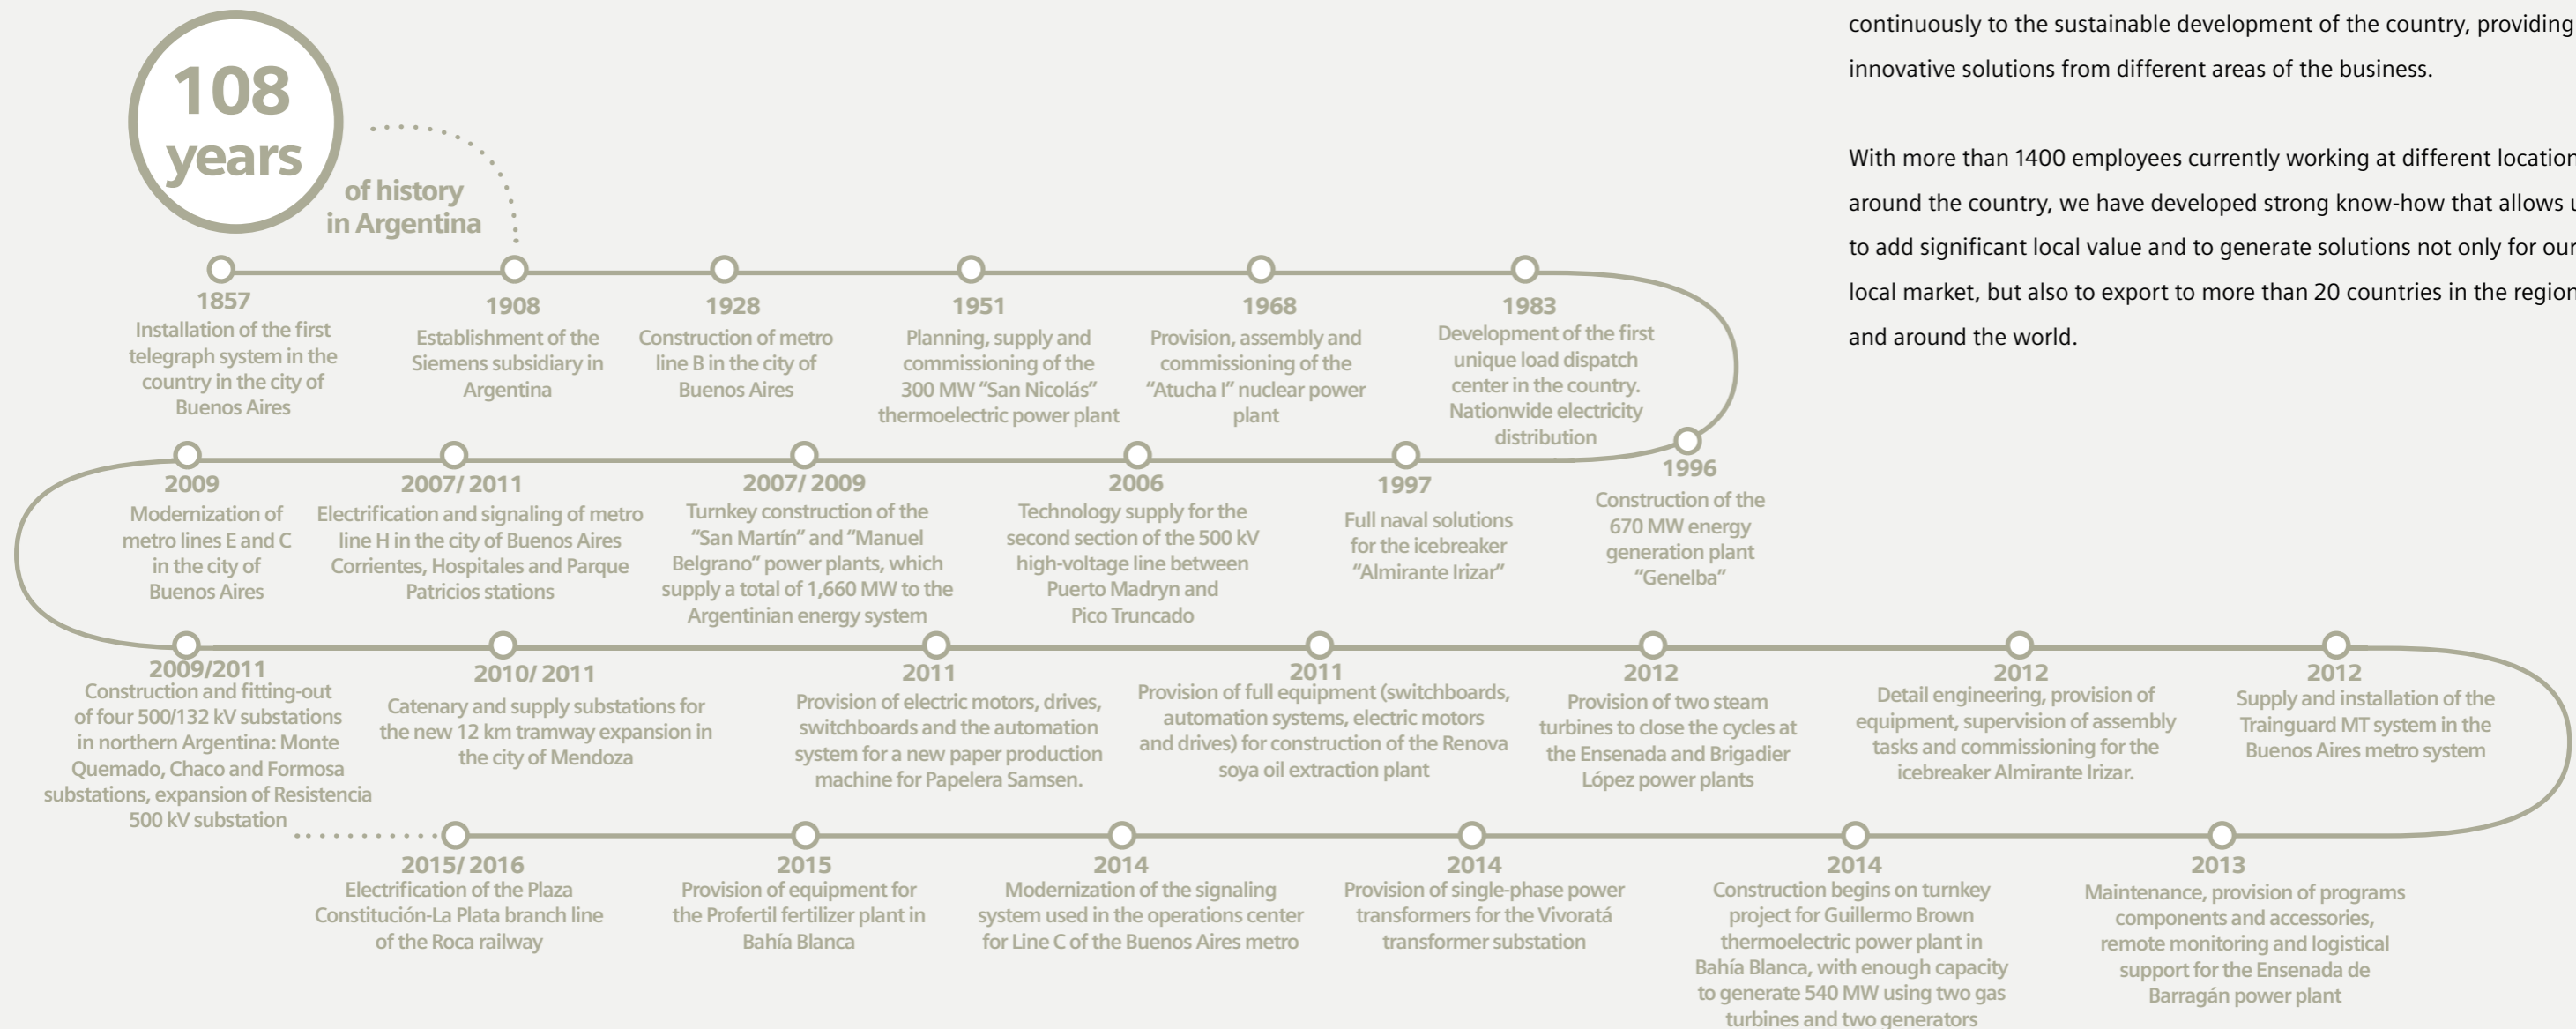 108
years
of history
in Argentina
continuously to the sustainable development of the country, providing
innovative solutions from different areas of the business.
With more than 1400 employees currently working at different location
around the country, we have developed strong know-how that allows u
to add significant local value and to generate solutions not only for our
local market, but also to export to more than 20 countries in the region
and around the world.
1857
Installation of the first
telegraph system in the
country in the city of
Buenos Aires
1908
Establishment of the
Siemens subsidiary in
Argentina
1928
Construction of metro
line B in the city of
Buenos Aires
1951
Planning, supply and
commissioning of the
300 MW “San Nicolás”
thermoelectric power plant
1968
Provision, assembly and
commissioning of the
“Atucha I” nuclear power
plant
1983
Development of the first
unique load dispatch
center in the country.
Nationwide electricity
distribution
1996
Construction of the
670 MW energy
generation plant
“Genelba”
1997
Full naval solutions
for the icebreaker
“Almirante Irizar”
2006
Technology supply for the
second section of the 500 kV
high-voltage line between
Puerto Madryn and
Pico Truncado
2007/ 2009
Turnkey construction of the
“San Martín” and “Manuel
Belgrano” power plants, which
supply a total of 1,660 MW to the
Argentinian energy system
2007/ 2011
Electrification and signaling of metro
line H in the city of Buenos Aires
Corrientes, Hospitales and Parque
Patricios stations
2009
Modernization of
metro lines E and C
in the city of
Buenos Aires
2009/2011
Construction and fitting-out
of four 500/132 kV substations
in northern Argentina: Monte
Quemado, Chaco and Formosa
substations, expansion of Resistencia
500 kV substation
2010/ 2011
Catenary and supply substations for
the new 12 km tramway expansion in
the city of Mendoza
2011
Provision of electric motors, drives,
switchboards and the automation
system for a new paper production
machine for Papelera Samsen.
2011
Provision of full equipment (switchboards,
automation systems, electric motors
and drives) for construction of the Renova
soya oil extraction plant
2012
Provision of two steam
turbines to close the cycles at
the Ensenada and Brigadier
López power plants
2012
Detail engineering, provision of
equipment, supervision of assembly
tasks and commissioning for the
icebreaker Almirante Irizar.
2012
Supply and installation of the
Trainguard MT system in the
Buenos Aires metro system
2013
Maintenance, provision of programs
components and accessories,
remote monitoring and logistical
support for the Ensenada de
Barragán power plant
2014
Construction begins on turnkey
project for Guillermo Brown
thermoelectric power plant in
Bahía Blanca, with enough capacity
to generate 540 MW using two gas
turbines and two generators
2014
Provision of single-phase power
transformers for the Vivoratá
transformer substation
2014
Modernization of the signaling
system used in the operations center
for Line C of the Buenos Aires metro
2015
Provision of equipment for
the Profertil fertilizer plant in
Bahía Blanca
2015/ 2016
Electrification of the Plaza
Constitución-La Plata branch line
of the Roca railway